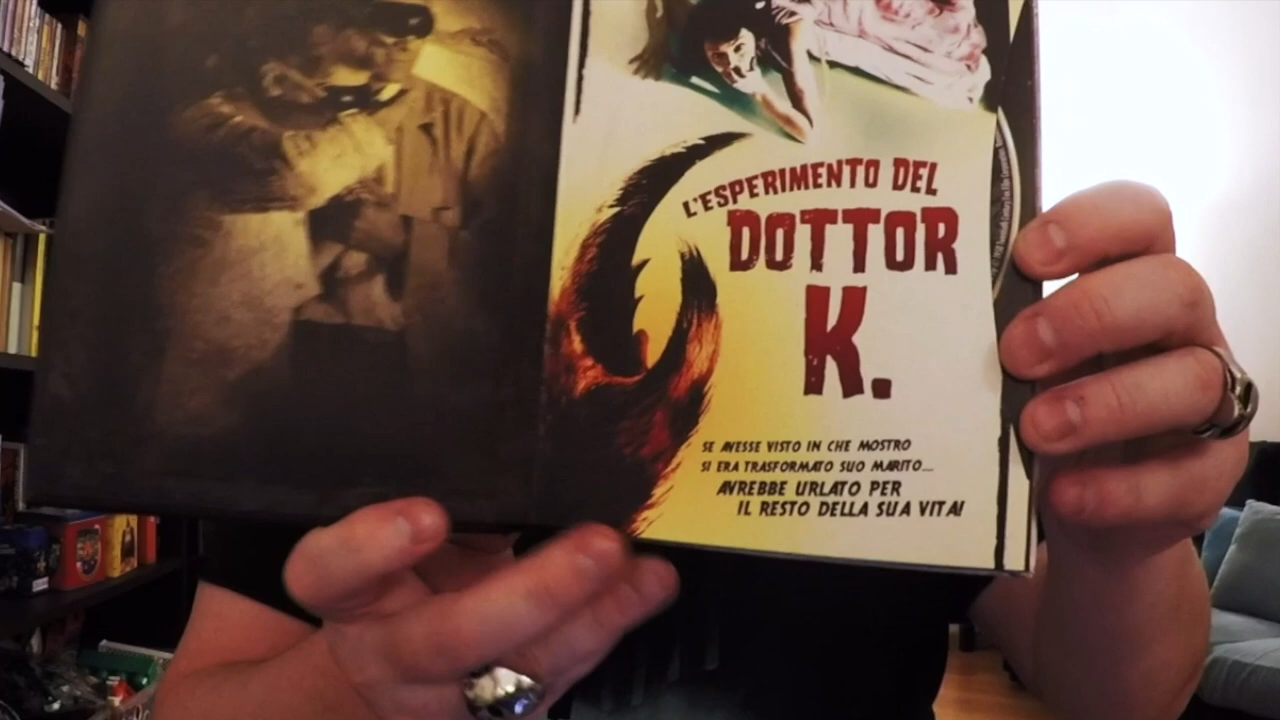 L'ESPERIMENTO DEL
DOTTOR
K.
SE AVESSE VISTO IN CHE MOSTRO
SI ERA TRASFORMATO SUO MARITO...
AVREBBE URLATO PER
IL RESTO DELLA SUA VITA!